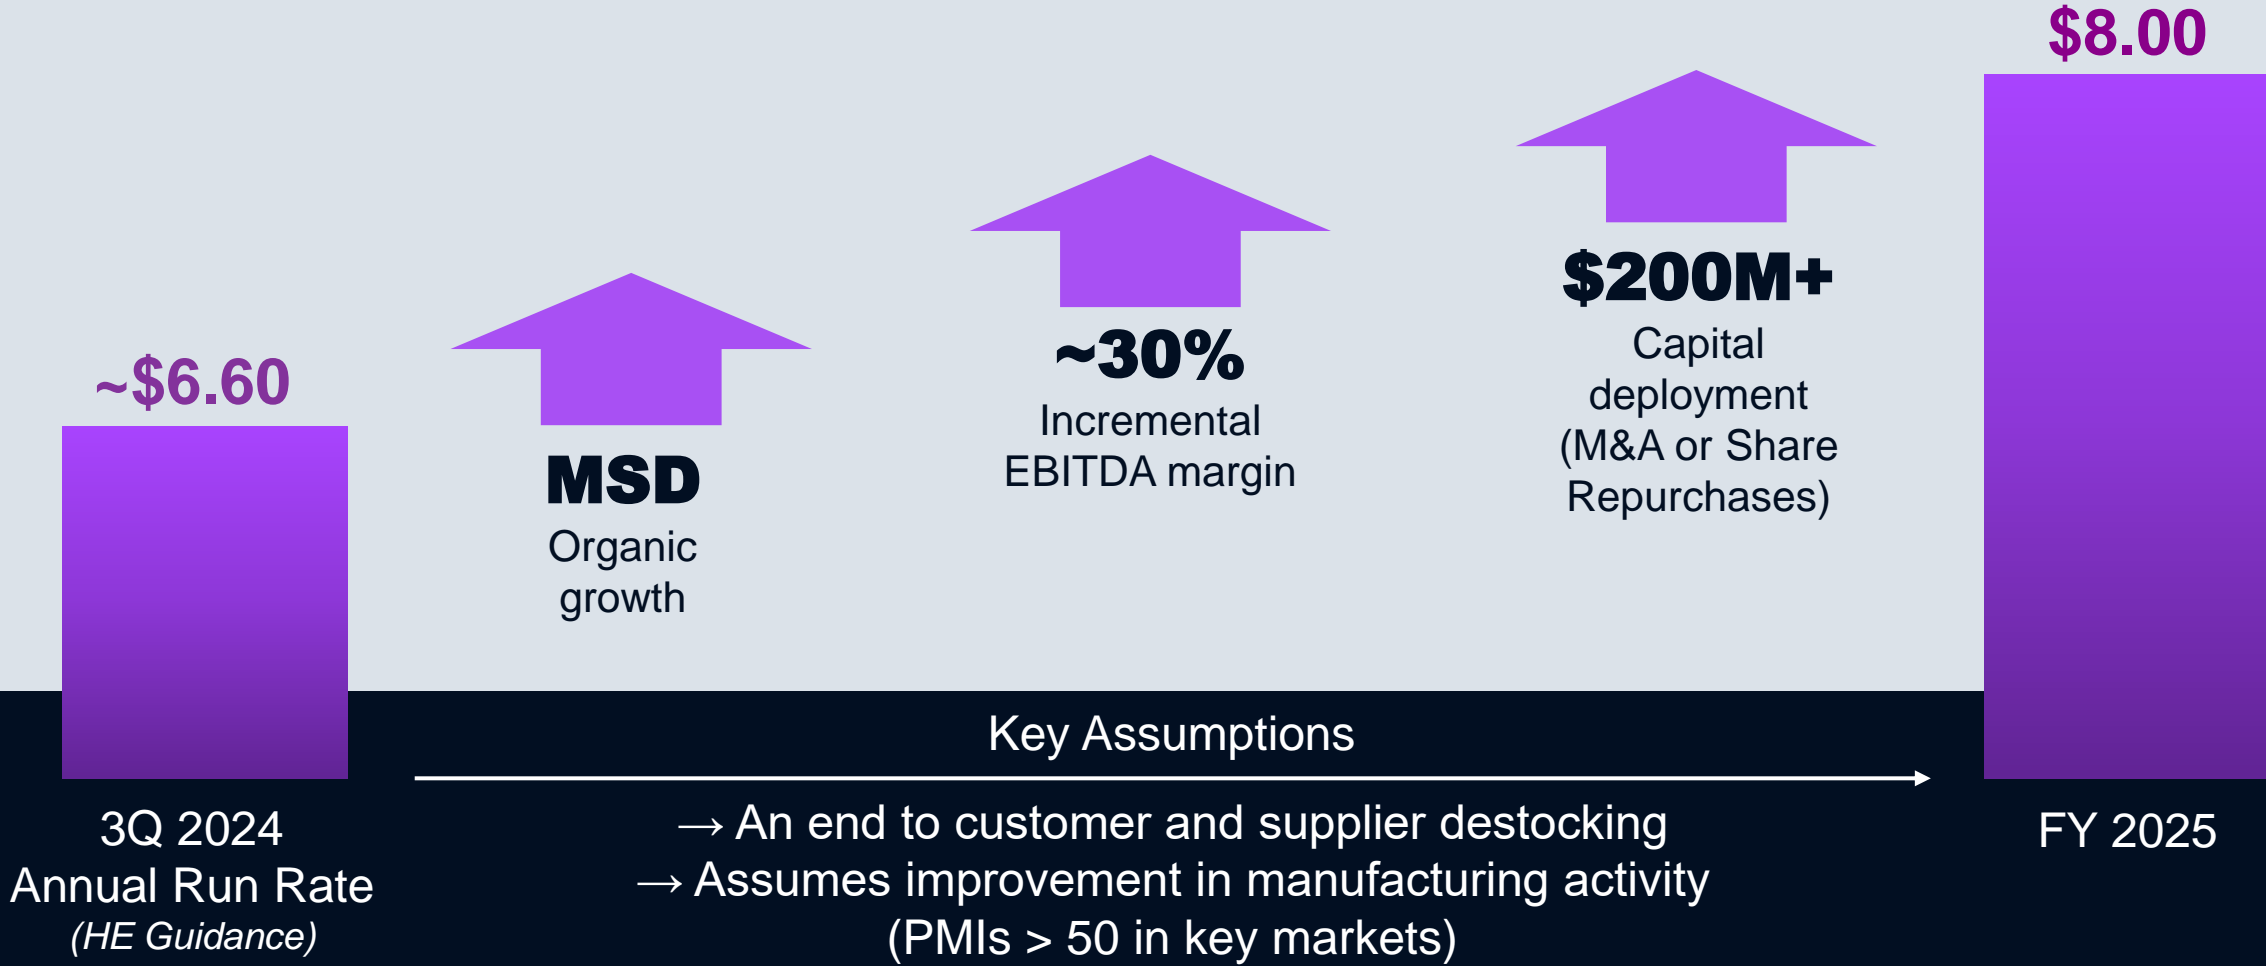 $8.00
~$6.60
MSD
Organic
growth
~30%
Incremental
EBITDA margin
$200M+
Capital
deployment
(M&A or Share
Repurchases)
Key Assumptions
→ An end to customer and supplier destocking
→ Assumes improvement in manufacturing activity
(PMIs > 50 in key markets)
3Q 2024
Annual Run Rate
(HE Guidance)
FY 2025